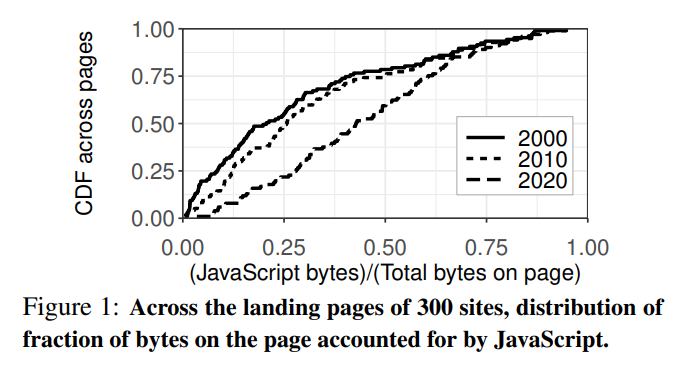 CDF across pages
1.00
0.75
0.50
0.25
0.00
2000
2010
2020
0.00 0.25 0.50 0.75 1.00
(JavaScript bytes)/(Total bytes on page)
Figure 1: Across the landing pages of 300 sites, distribution of
fraction of bytes on the page accounted for by JavaScript.